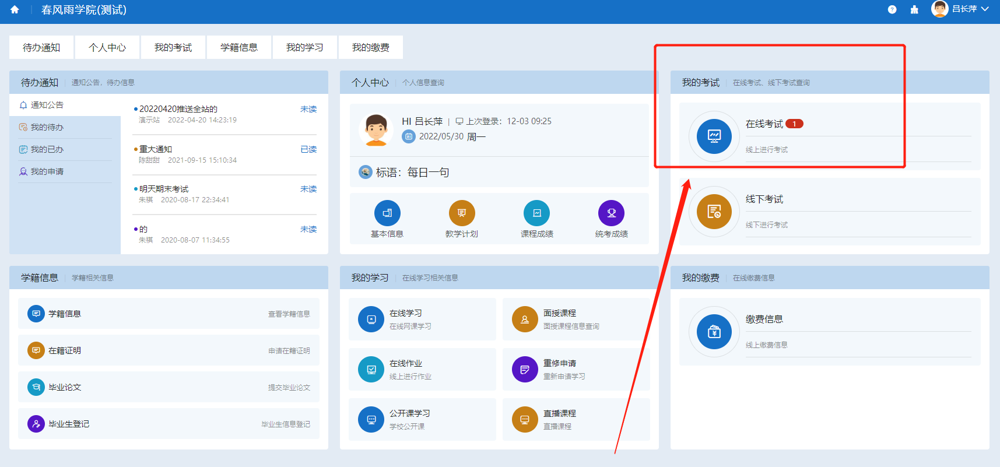 春风雨学院(测试)
吕长萍
待办通知
个人中心
我的考试
学籍信息
我的学习
我的缴费
待办通知 通知公告，待办信息
通知公告
我的待办
我的已办
我的申请
20220420推送全站的 未读
演示站 2022-04-20 14:23:19
重大通知 已读
陈甜甜 2021-09-15 15:10:34
明天期末考试 未读
朱祺 2020-08-17 22:34:41
的 未读
朱祺 2020-08-07 11:34:55
个人中心 个人信息查询
HI 吕长萍 | 上次登录：12-03 09:25
2022/05/30 周一
标语：每日一句
基本信息
教学计划
课程成绩
统考成绩
我的考试 在线考试、线下考试查询
在线考试 1
线上进行考试
线下考试
线下进行考试
学籍信息 学籍相关信息
学籍信息 查看学籍信息
在籍证明 申请在籍证明
毕业论文 提交毕业论文
毕业生登记 毕业生信息登记
我的学习 在线学习相关信息
在线学习
在线网课学习
面授课程
面授课程信息查询
在线作业
线上进行作业
重修申请
重新申请学习
公开课学习
学校公开课
直播课程
直播课程
我的缴费 在线缴费信息
缴费信息
线上缴费信息